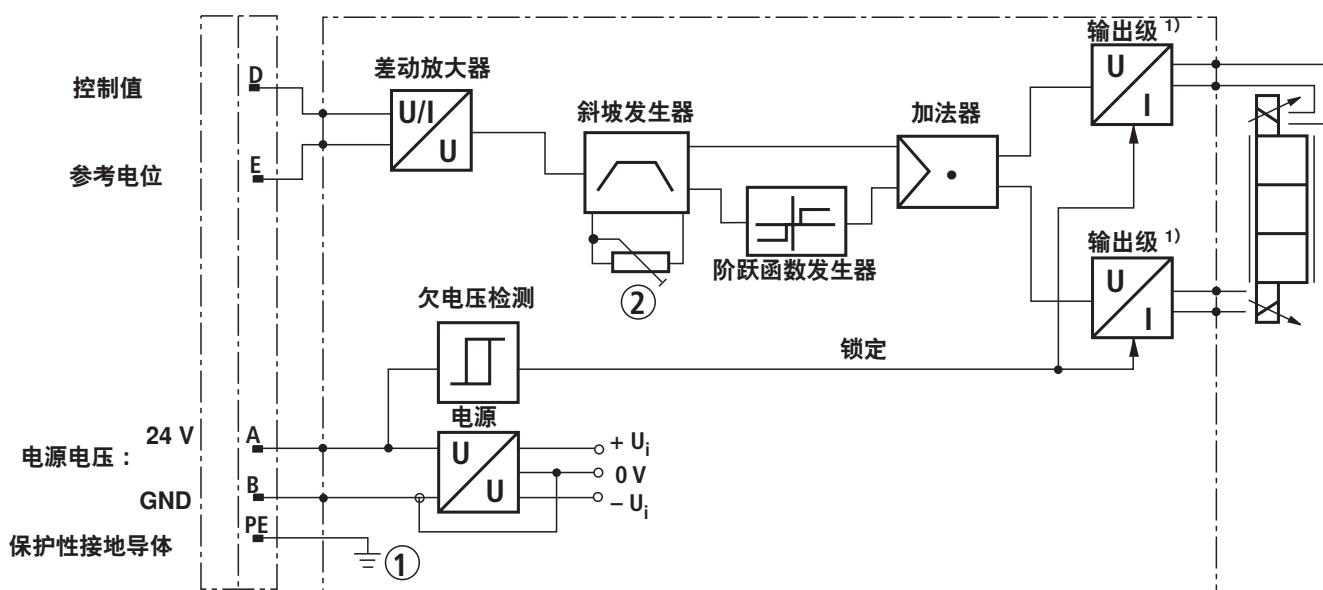 输出级 1)
差动放大器
控制值
D
U/I
U
斜坡发生器
加法器
U
I
参考电位
E
②
阶跃函数发生器
输出级 1)
U
I
欠电压检测
锁定
电源
24 V
A
电源电压：
U
U
+ Ui
0 V
– Ui
GND
B
保护性接地导体
PE
①